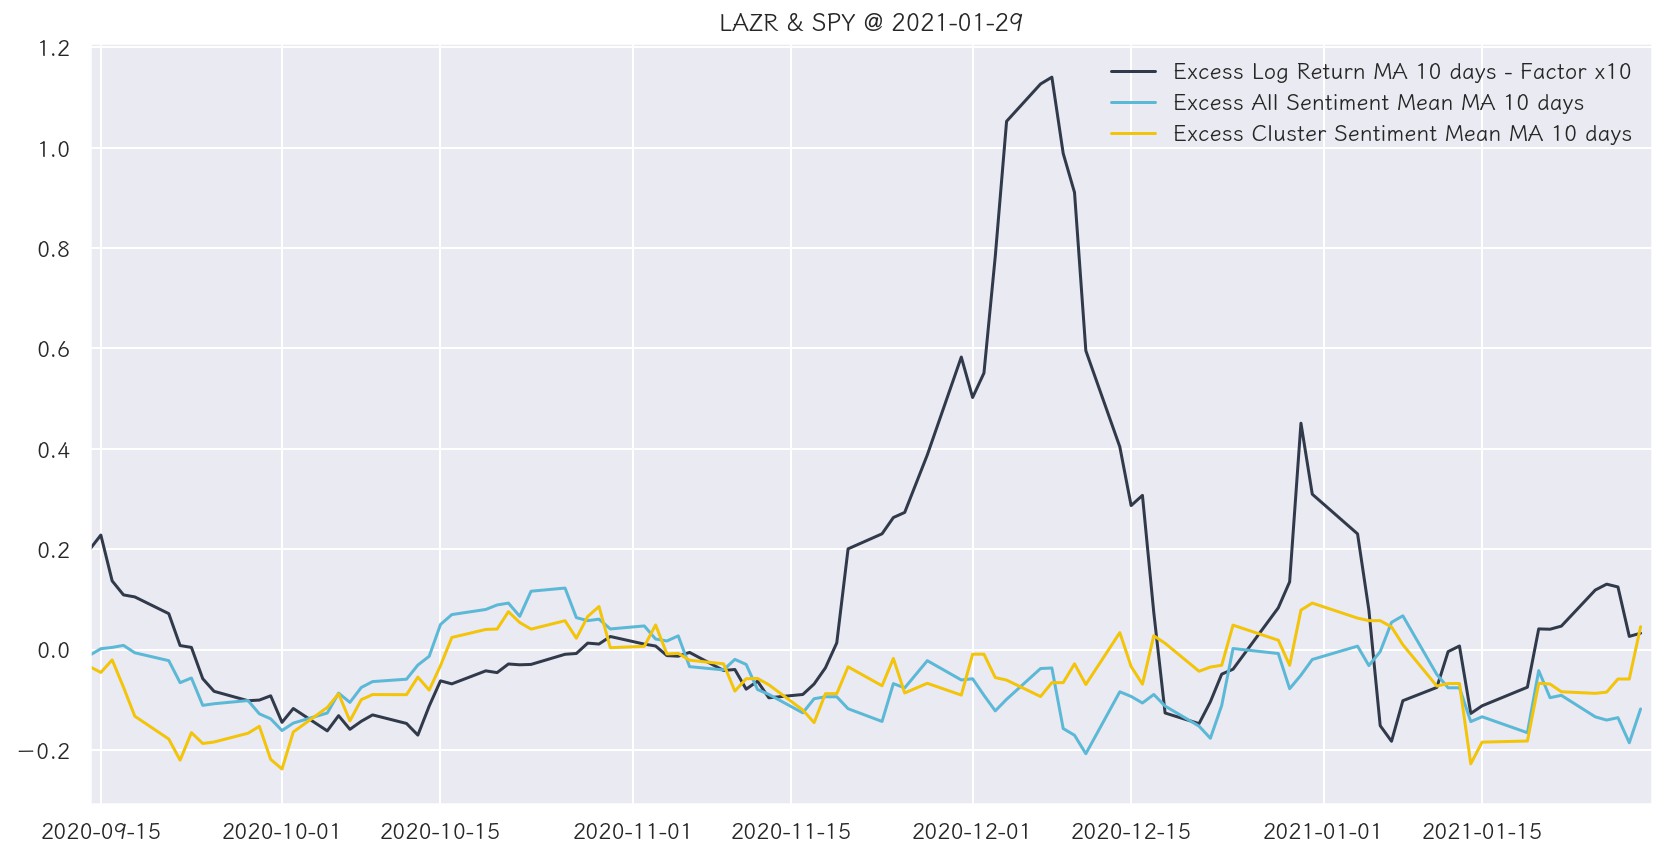 LAZR & SPY @ 2021-01-29
1.2
Excess Log Return MA 10 days - Factor x10
Excess All Sentiment Mean MA 10 days
Excess Cluster Sentiment Mean MA 10 days
1.0
0.8
0.6
0.4
0.2
0.0
−0.2
2020-09-15 2020-10-01 2020-10-15 2020-11-01 2020-11-15 2020-12-01 2020-12-15 2021-01-01 2021-01-15